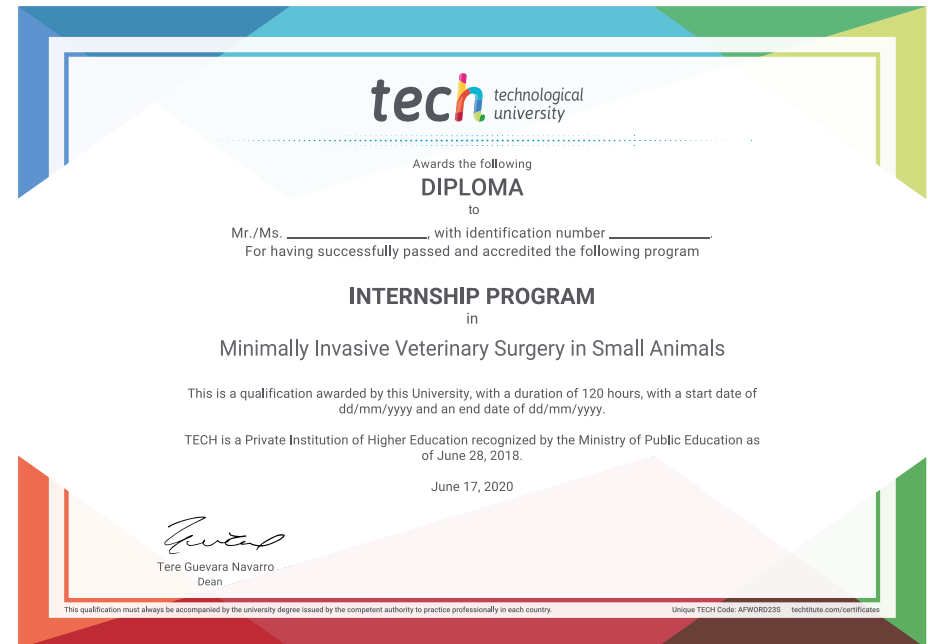 tech technological
university
Awards the following
DIPLOMA
to
Mr./Ms. ____________________, with identification number ______________.
For having successfully passed and accredited the following program
INTERNSHIP PROGRAM
in
Minimally Invasive Veterinary Surgery in Small Animals
This is a qualification awarded by this University, with a duration of 120 hours, with a start date of
dd/mm/yyyy and an end date of dd/mm/yyyy.
TECH is a Private Institution of Higher Education recognized by the Ministry of Public Education as
of June 28, 2018.
June 17, 2020
Tere Guevara Navarro
Dean
This qualification must always be accompanied by the university degree issued by the competent authority to practice professionally in each country.
Unique TECH Code: AFWORD23S techtitute.com/certificates